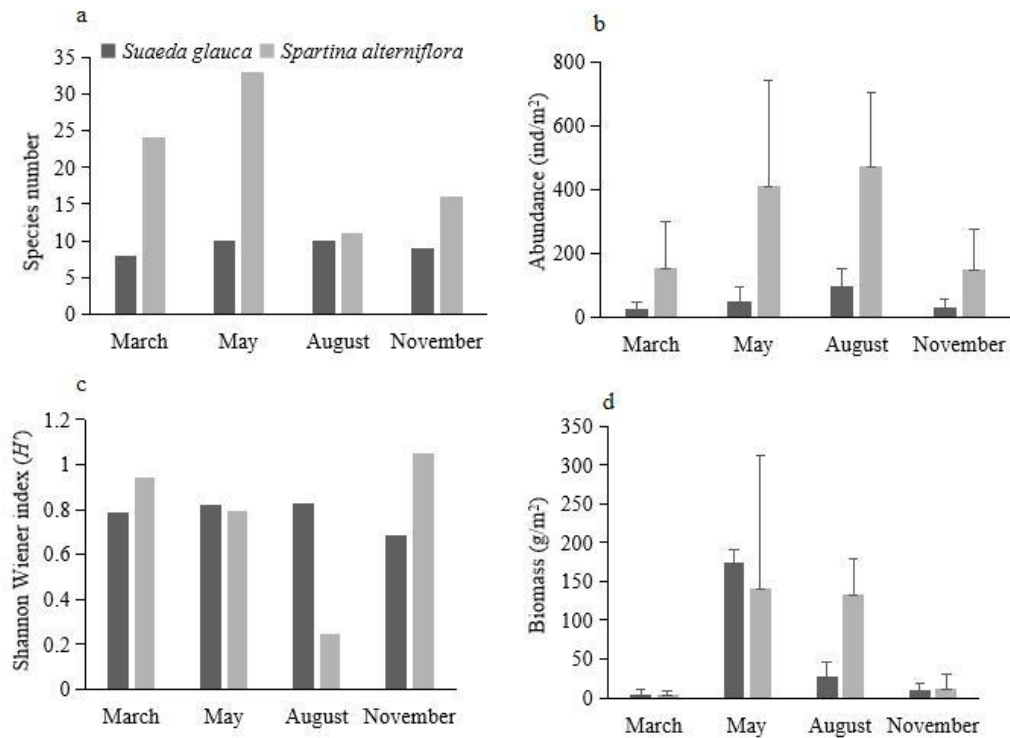 a
Suaeda glauca Spartina alterniflora
Species number
35
30
25
20
15
10
5
0
March May August November
b
Abundance (ind/m²)
800
600
400
200
0
March May August November
c
Shannon Wiener index (H')
1.2
1
0.8
0.6
0.4
0.2
0
March May August November
d
Biomass (g/m²)
350
300
250
200
150
100
50
0
March May August November